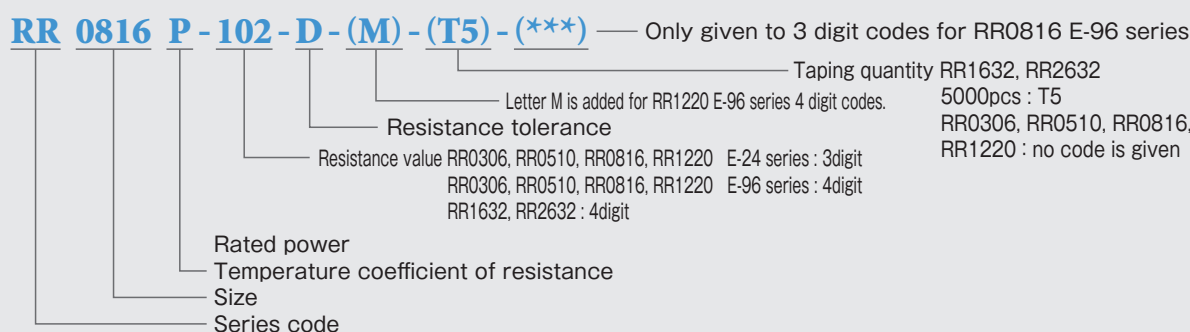 RR 0816 P - 102 - D - (M) - (T5) - (***) Only given to 3 digit codes for RR0816 E-96 series
Taping quantity RR1632, RR2632
5000pcs : T5
RR0306, RR0510, RR0816,
RR1220 : no code is given
Letter M is added for RR1220 E-96 series 4 digit codes.
Resistance tolerance
Resistance value RR0306, RR0510, RR0816, RR1220 E-24 series : 3digit
RR0306, RR0510, RR0816, RR1220 E-96 series : 4digit
RR1632, RR2632 : 4digit
Rated power
Temperature coefficient of resistance
Size
Series code